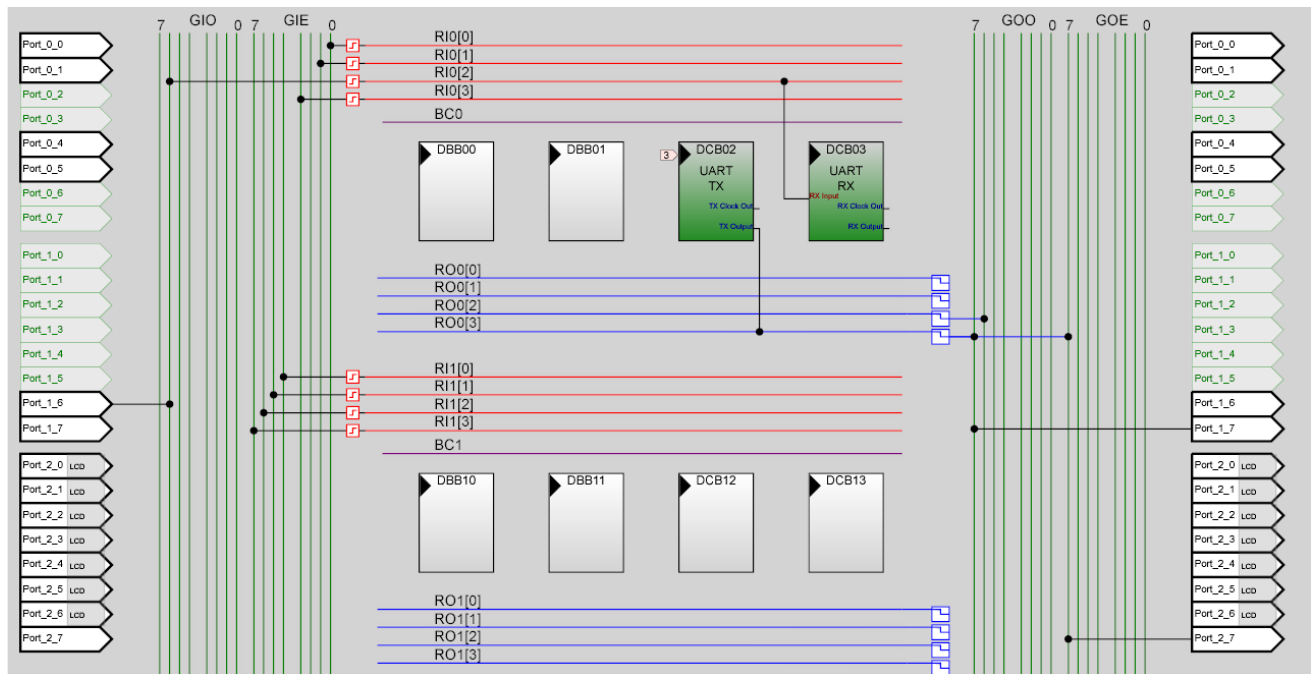 7 GIO 0 7 GIE 0
7 GOO 0 7 GOE 0
Port_0_0
Port_0_1
Port_0_2
Port_0_3
Port_0_4
Port_0_5
Port_0_6
Port_0_7
Port_1_0
Port_1_1
Port_1_2
Port_1_3
Port_1_4
Port_1_5
Port_1_6
Port_1_7
Port_2_0 LCD
Port_2_1 LCD
Port_2_2 LCD
Port_2_3 LCD
Port_2_4 LCD
Port_2_5 LCD
Port_2_6 LCD
Port_2_7
RI0[0]
RI0[1]
RI0[2]
RI0[3]
BC0
DBB00
DBB01
3
DCB02
UART
TX
TX Clock Out
TX Output
DCB03
UART
RX
RX Input
RX Clock Out
RX Output
RO0[0]
RO0[1]
RO0[2]
RO0[3]
RI1[0]
RI1[1]
RI1[2]
RI1[3]
BC1
DBB10
DBB11
DCB12
DCB13
RO1[0]
RO1[1]
RO1[2]
RO1[3]
Port_0_0
Port_0_1
Port_0_2
Port_0_3
Port_0_4
Port_0_5
Port_0_6
Port_0_7
Port_1_0
Port_1_1
Port_1_2
Port_1_3
Port_1_4
Port_1_5
Port_1_6
Port_1_7
Port_2_0 LCD
Port_2_1 LCD
Port_2_2 LCD
Port_2_3 LCD
Port_2_4 LCD
Port_2_5 LCD
Port_2_6 LCD
Port_2_7